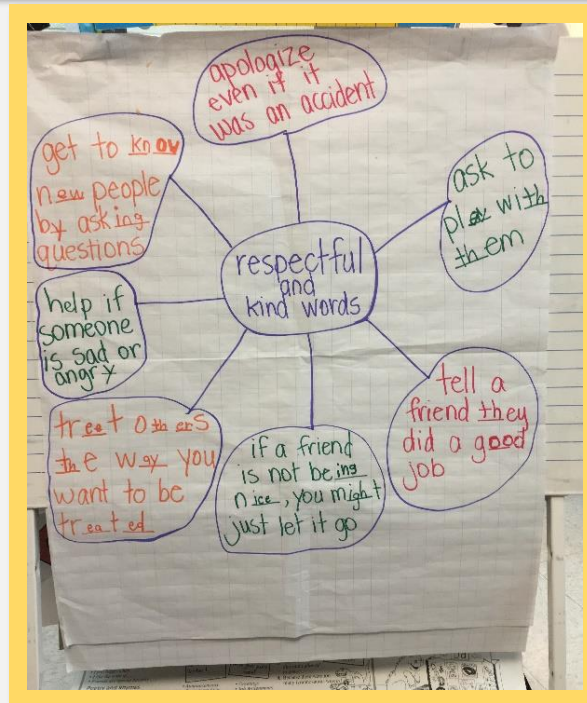 apologize
even if it
was an accident
get to know
new people
by asking
questions
ask to
play with
them
respectful
and
kind words
help if
someone
is sad or
angry
tell a
friend they
did a good
job
treat others
the way you
want to be
treated
if a friend
is not being
nice, you might
just let it go